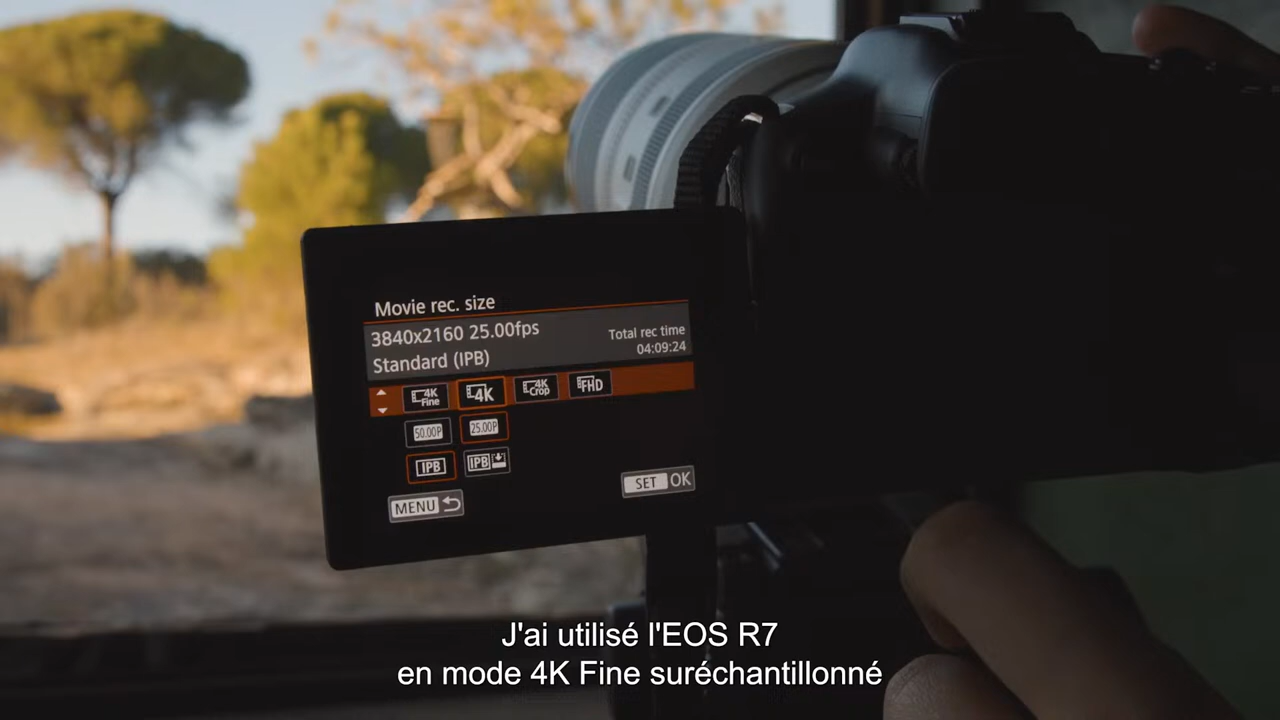 Movie rec. size
3840x2160 25.00fps
Total rec time
Standard (IPB)
04:09:24
4K Fine 4K 4K Crop FHD
50.00P 25.00P
IPB IPB
MENU SET OK
J'ai utilisé l'EOS R7
en mode 4K Fine suréchantillonné